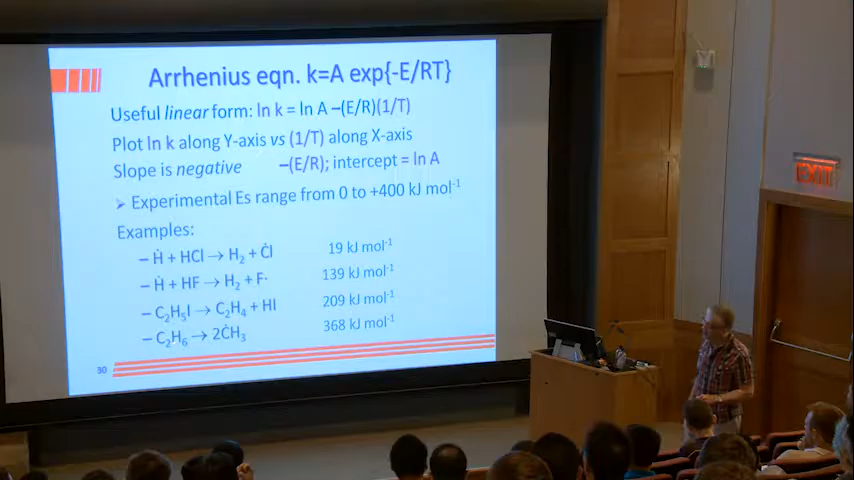 Arrhenius eqn. k=A exp{-E/RT}
Useful linear form: ln k = ln A –(E/R)(1/T)
Plot ln k along Y-axis vs (1/T) along X-axis
Slope is negative –(E/R); intercept = ln A
➤ Experimental Es range from 0 to +400 kJ mol⁻¹
Examples:
– Ḣ + HCl → H₂ + Ċl 19 kJ mol⁻¹
– Ḣ + HF → H₂ + F· 139 kJ mol⁻¹
– C₂H₅I → C₂H₄ + HI 209 kJ mol⁻¹
– C₂H₆ → 2ĊH₃ 368 kJ mol⁻¹
30
EXIT